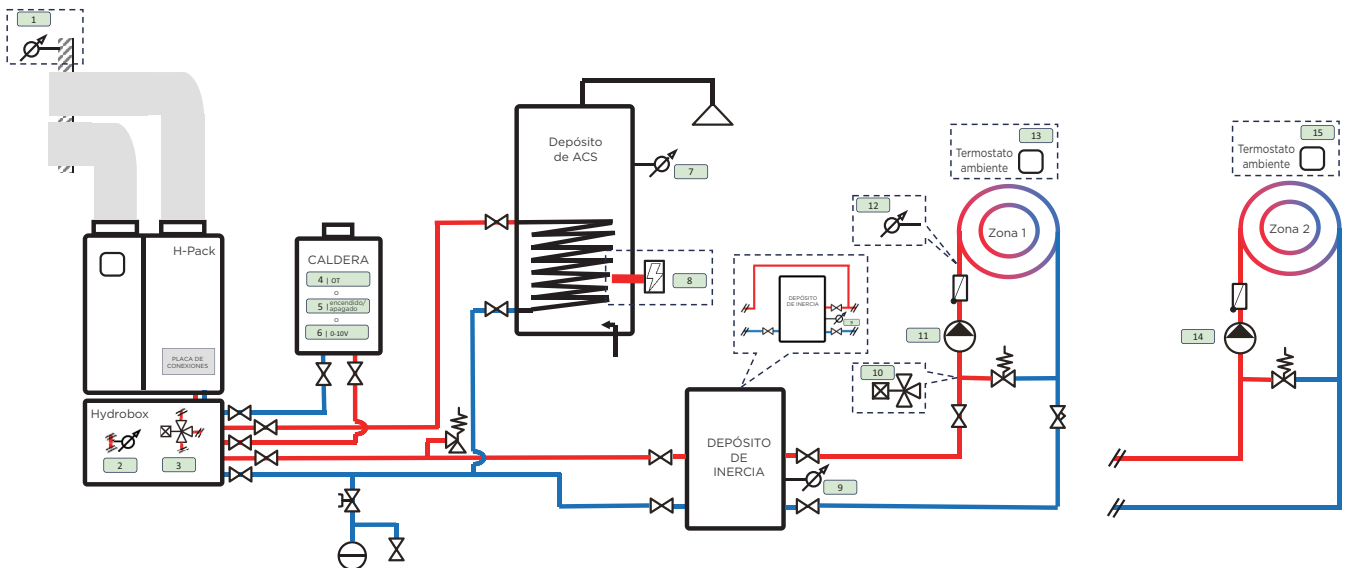 1
H-Pack
PLACA DE
CONEXIONES
Hydrobox
2
3
CALDERA
4 | OT
O
5 | encendido/
apagado
O
6 | 0-10V
Depósito
de ACS
7
8
DEPÓSITO
DE INERCIA
9
DEPÓSITO
DE
INERCIA
9
10
11
12
13
Termostato
ambiente
Zona 1
14
15
Termostato
ambiente
Zona 2